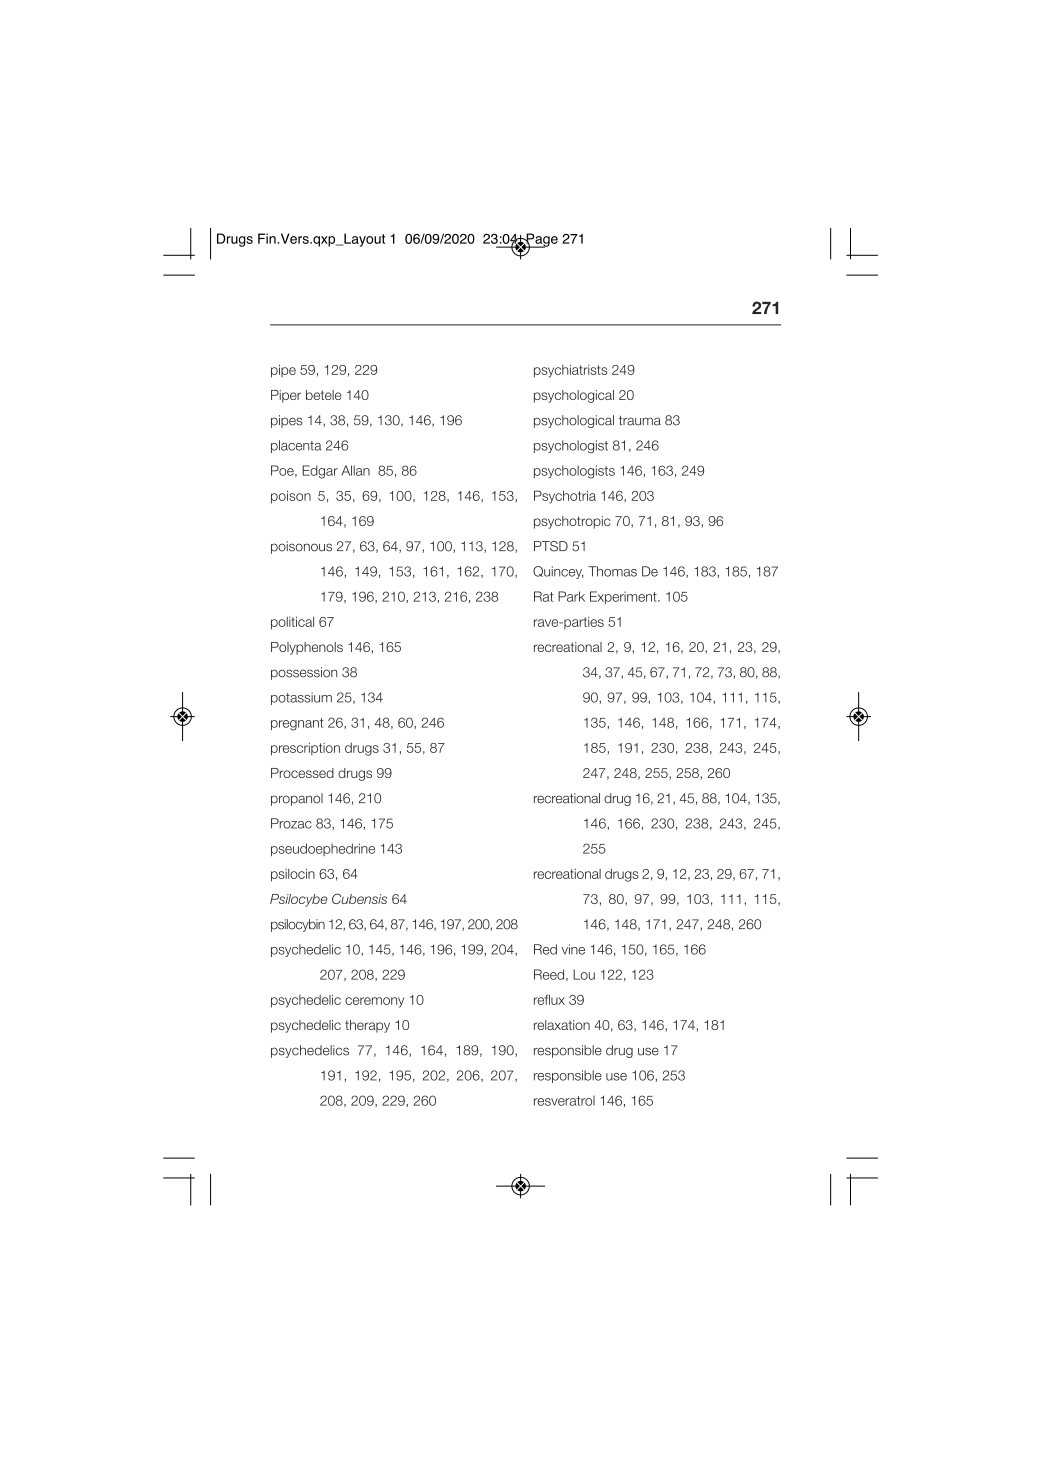 Drugs Fin.Vers.qxp_Layout 1 06/09/2020 23:04 Page 271
271
pipe 59, 129, 229
Piper betele 140
pipes 14, 38, 59, 130, 146, 196
placenta 246
Poe, Edgar Allan 85, 86
poison 5, 35, 69, 100, 128, 146, 153,
164, 169
poisonous 27, 63, 64, 97, 100, 113, 128,
146, 149, 153, 161, 162, 170,
179, 196, 210, 213, 216, 238
political 67
Polyphenols 146, 165
possession 38
potassium 25, 134
pregnant 26, 31, 48, 60, 246
prescription drugs 31, 55, 87
Processed drugs 99
propanol 146, 210
Prozac 83, 146, 175
pseudoephedrine 143
psilocin 63, 64
Psilocybe Cubensis 64
psilocybin 12, 63, 64, 87, 146, 197, 200, 208
psychedelic 10, 145, 146, 196, 199, 204,
207, 208, 229
psychedelic ceremony 10
psychedelic therapy 10
psychedelics 77, 146, 164, 189, 190,
191, 192, 195, 202, 206, 207,
208, 209, 229, 260
psychiatrists 249
psychological 20
psychological trauma 83
psychologist 81, 246
psychologists 146, 163, 249
Psychotria 146, 203
psychotropic 70, 71, 81, 93, 96
PTSD 51
Quincey, Thomas De 146, 183, 185, 187
Rat Park Experiment. 105
rave-parties 51
recreational 2, 9, 12, 16, 20, 21, 23, 29,
34, 37, 45, 67, 71, 72, 73, 80, 88,
90, 97, 99, 103, 104, 111, 115,
135, 146, 148, 166, 171, 174,
185, 191, 230, 238, 243, 245,
247, 248, 255, 258, 260
recreational drug 16, 21, 45, 88, 104, 135,
146, 166, 230, 238, 243, 245,
255
recreational drugs 2, 9, 12, 23, 29, 67, 71,
73, 80, 97, 99, 103, 111, 115,
146, 148, 171, 247, 248, 260
Red vine 146, 150, 165, 166
Reed, Lou 122, 123
reflux 39
relaxation 40, 63, 146, 174, 181
responsible drug use 17
responsible use 106, 253
resveratrol 146, 165